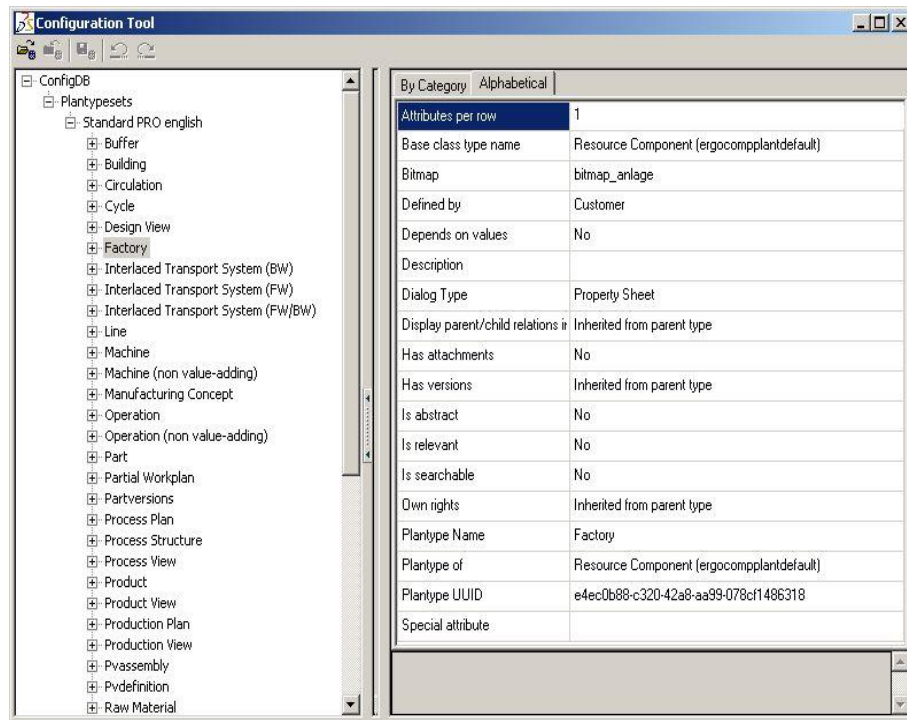 Configuration Tool
ConfigDB
Plantypesets
Standard PRO english
Buffer
Building
Circulation
Cycle
Design View
Factory
Interlaced Transport System (BW)
Interlaced Transport System (FW)
Interlaced Transport System (FW/BW)
Line
Machine
Machine (non value-adding)
Manufacturing Concept
Operation
Operation (non value-adding)
Part
Partial Workplan
Partversions
Process Plan
Process Structure
Process View
Product
Product View
Production Plan
Production View
Pvassembly
Pvdefinition
Raw Material
By Category Alphabetical
Attributes per row 1
Base class type name Resource Component (ergocompplantdefault)
Bitmap bitmap_anlage
Defined by Customer
Depends on values No
Description
Dialog Type Property Sheet
Display parent/child relations Inherited from parent type
Has attachments No
Has versions Inherited from parent type
Is abstract No
Is relevant No
Is searchable No
Own rights Inherited from parent type
Plantype Name Factory
Plantype of Resource Component (ergocompplantdefault)
Plantype UUID e4ec0b88-c320-42a8-aa99-078cf1486318
Special attribute